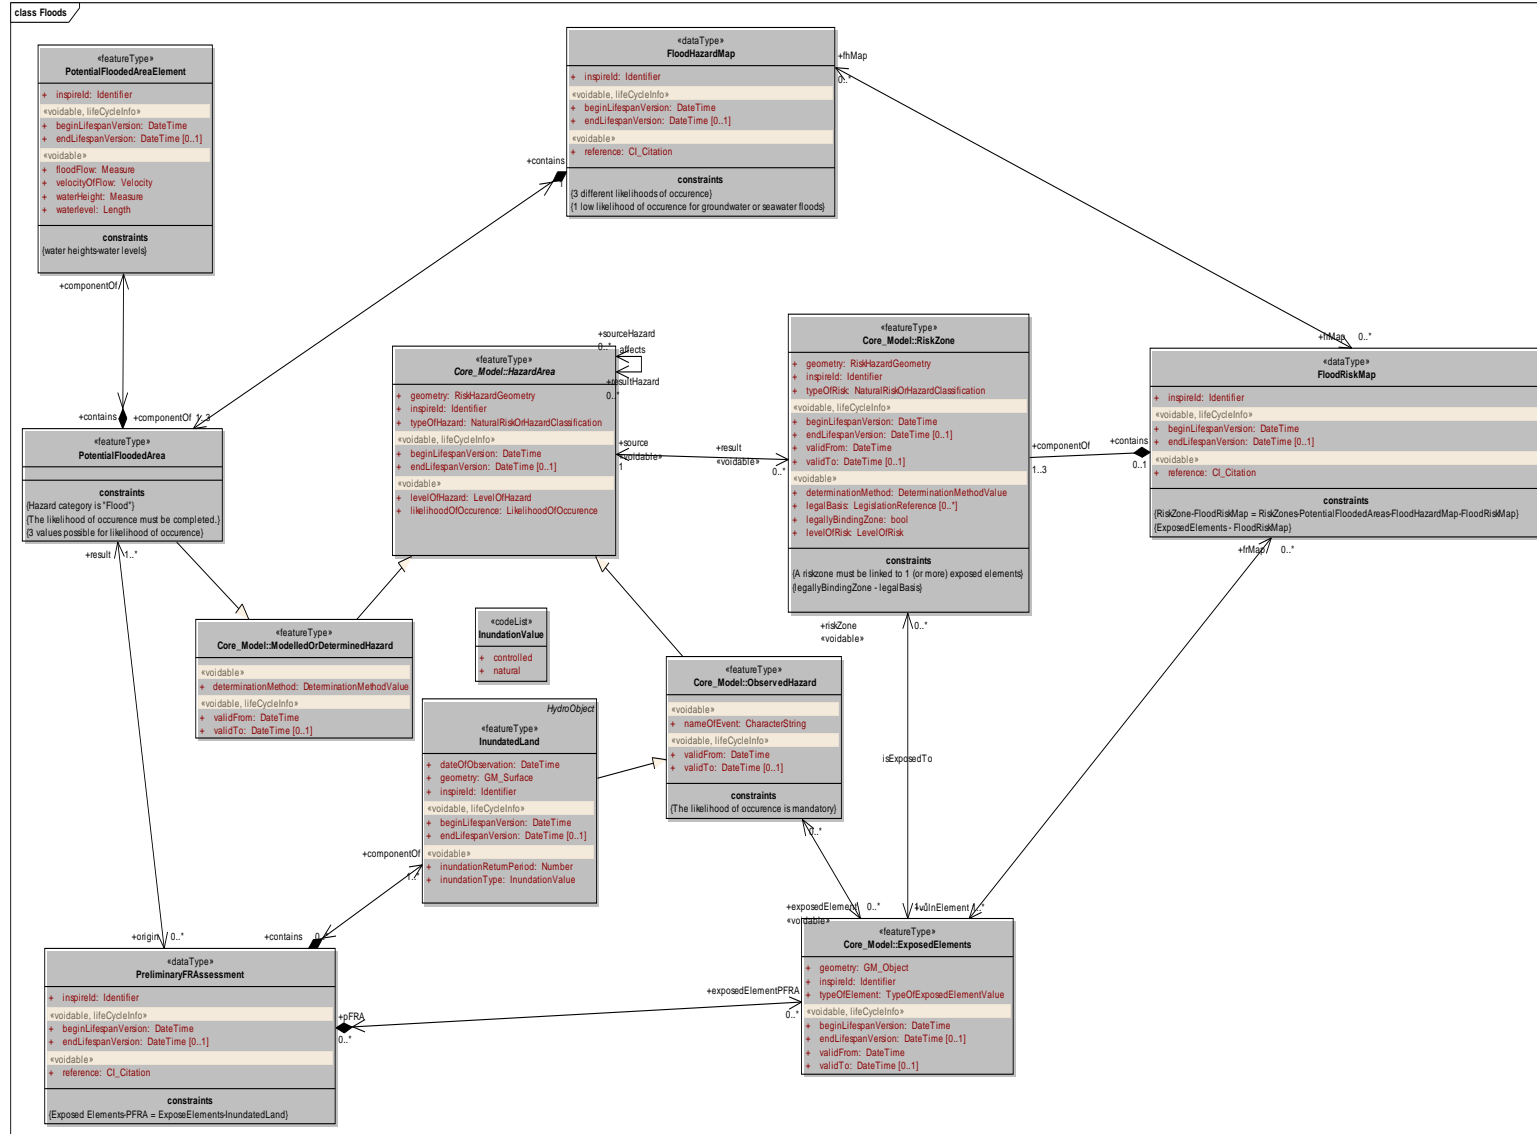 class Floods
«featureType»
PotentialFloodedAreaElement
+ inspireId: Identifier
«voidable, lifeCycleInfo»
+ beginLifespanVersion: DateTime
+ endLifespanVersion: DateTime [0..1]
«voidable»
+ floodFlow: Measure
+ velocityOfFlow: Velocity
+ waterHeight: Measure
+ waterlevel: Length
constraints
{water heights-water levels}
+componentOf
+contains
«dataType»
FloodHazardMap
+ inspireId: Identifier
«voidable, lifeCycleInfo»
+ beginLifespanVersion: DateTime
+ endLifespanVersion: DateTime [0..1]
«voidable»
+ reference: CI_Citation
constraints
{3 different likelihoods of occurence}
{1 low likelihood of occurence for groundwater or seawater floods}
+fhMap
0..*
+contains
1
+componentOf 1..3
«featureType»
PotentialFloodedArea
constraints
{Hazard category is "Flood"}
{The likelihood of occurence must be completed.}
{3 values possible for likelihood of occurence}
+result
1..*
«featureType»
Core_Model::HazardArea
+ geometry: RiskHazardGeometry
+ inspireId: Identifier
+ typeOfHazard: NaturalRiskOrHazardClassification
«voidable, lifeCycleInfo»
+ beginLifespanVersion: DateTime
+ endLifespanVersion: DateTime [0..1]
«voidable»
+ levelOfHazard: LevelOfHazard
+ likelihoodOfOccurence: LikelihoodOfOccurence
+sourceHazard
0..*
affects
+resultHazard
0..*
+source
«voidable»
1
+result
«voidable»
0..*
«featureType»
Core_Model::RiskZone
+ geometry: RiskHazardGeometry
+ inspireId: Identifier
+ typeOfRisk: NaturalRiskOrHazardClassification
«voidable, lifeCycleInfo»
+ beginLifespanVersion: DateTime
+ endLifespanVersion: DateTime [0..1]
+ validFrom: DateTime
+ validTo: DateTime [0..1]
«voidable»
+ determinationMethod: DeterminationMethodValue
+ legalBasis: LegislationReference [0..*]
+ legallyBindingZone: bool
+ levelOfRisk: LevelOfRisk
constraints
{A riskzone must be linked to 1 (or more) exposed elements}
{legallyBindingZone - legalBasis}
+componentOf
1..3
+contains
0..1
+frMap
0..*
«dataType»
FloodRiskMap
+ inspireId: Identifier
«voidable, lifeCycleInfo»
+ beginLifespanVersion: DateTime
+ endLifespanVersion: DateTime [0..1]
«voidable»
+ reference: CI_Citation
constraints
{RiskZone-FloodRiskMap = RiskZones-PotentialFloodedAreas-FloodHazardMap-FloodRiskMap}
{ExposedElements - FloodRiskMap}
+frMap
0..*
«featureType»
Core_Model::ModelledOrDeterminedHazard
«voidable»
+ determinationMethod: DeterminationMethodValue
«voidable, lifeCycleInfo»
+ validFrom: DateTime
+ validTo: DateTime [0..1]
«codeList»
InundationValue
+ controlled
+ natural
+riskZone
«voidable»
0..*
«featureType»
Core_Model::ObservedHazard
«voidable»
+ nameOfEvent: CharacterString
«voidable, lifeCycleInfo»
+ validFrom: DateTime
+ validTo: DateTime [0..1]
constraints
{The likelihood of occurence is mandatory}
0..*
isExposedTo
HydroObject
«featureType»
InundatedLand
+ dateOfObservation: DateTime
+ geometry: GM_Surface
+ inspireId: Identifier
«voidable, lifeCycleInfo»
+ beginLifespanVersion: DateTime
+ endLifespanVersion: DateTime [0..1]
«voidable»
+ inundationReturnPeriod: Number
+ inundationType: InundationValue
+componentOf
1..*
+contains
+origin
0..*
+exposedElement 0..*
«voidable»
+vulnElement
«featureType»
Core_Model::ExposedElements
+ geometry: GM_Object
+ inspireId: Identifier
+ typeOfElement: TypeOfExposedElementValue
«voidable, lifeCycleInfo»
+ beginLifespanVersion: DateTime
+ endLifespanVersion: DateTime [0..1]
+ validFrom: DateTime
+ validTo: DateTime [0..1]
+exposedElementPFRA
0..*
«dataType»
PreliminaryFRAssessment
+ inspireId: Identifier
«voidable, lifeCycleInfo»
+ beginLifespanVersion: DateTime
+ endLifespanVersion: DateTime [0..1]
«voidable»
+ reference: CI_Citation
constraints
{Exposed Elements-PFRA = ExposeElements-InundatedLand}
+pFRA
0..*